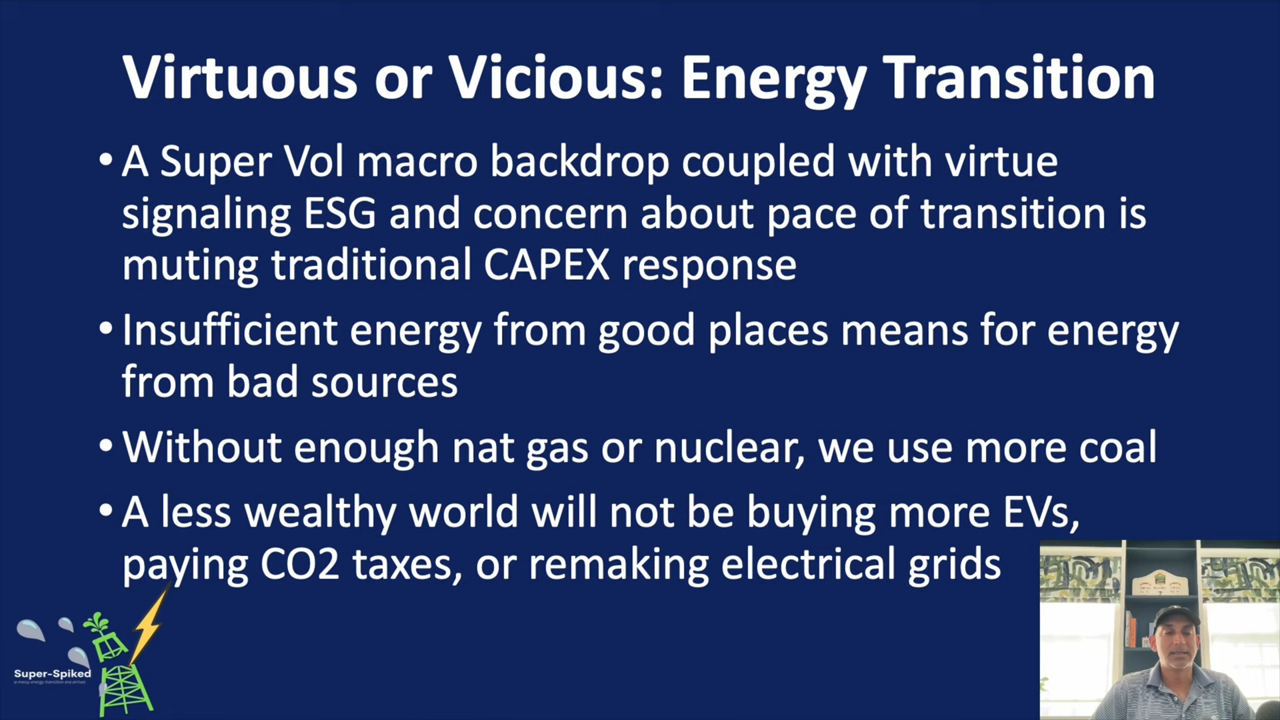 Virtuous or Vicious: Energy Transition
• A Super Vol macro backdrop coupled with virtue
signaling ESG and concern about pace of transition is
muting traditional CAPEX response
• Insufficient energy from good places means for energy
from bad sources
• Without enough nat gas or nuclear, we use more coal
• A less wealthy world will not be buying more EVs,
paying CO2 taxes, or remaking electrical grids
Super-Spiked